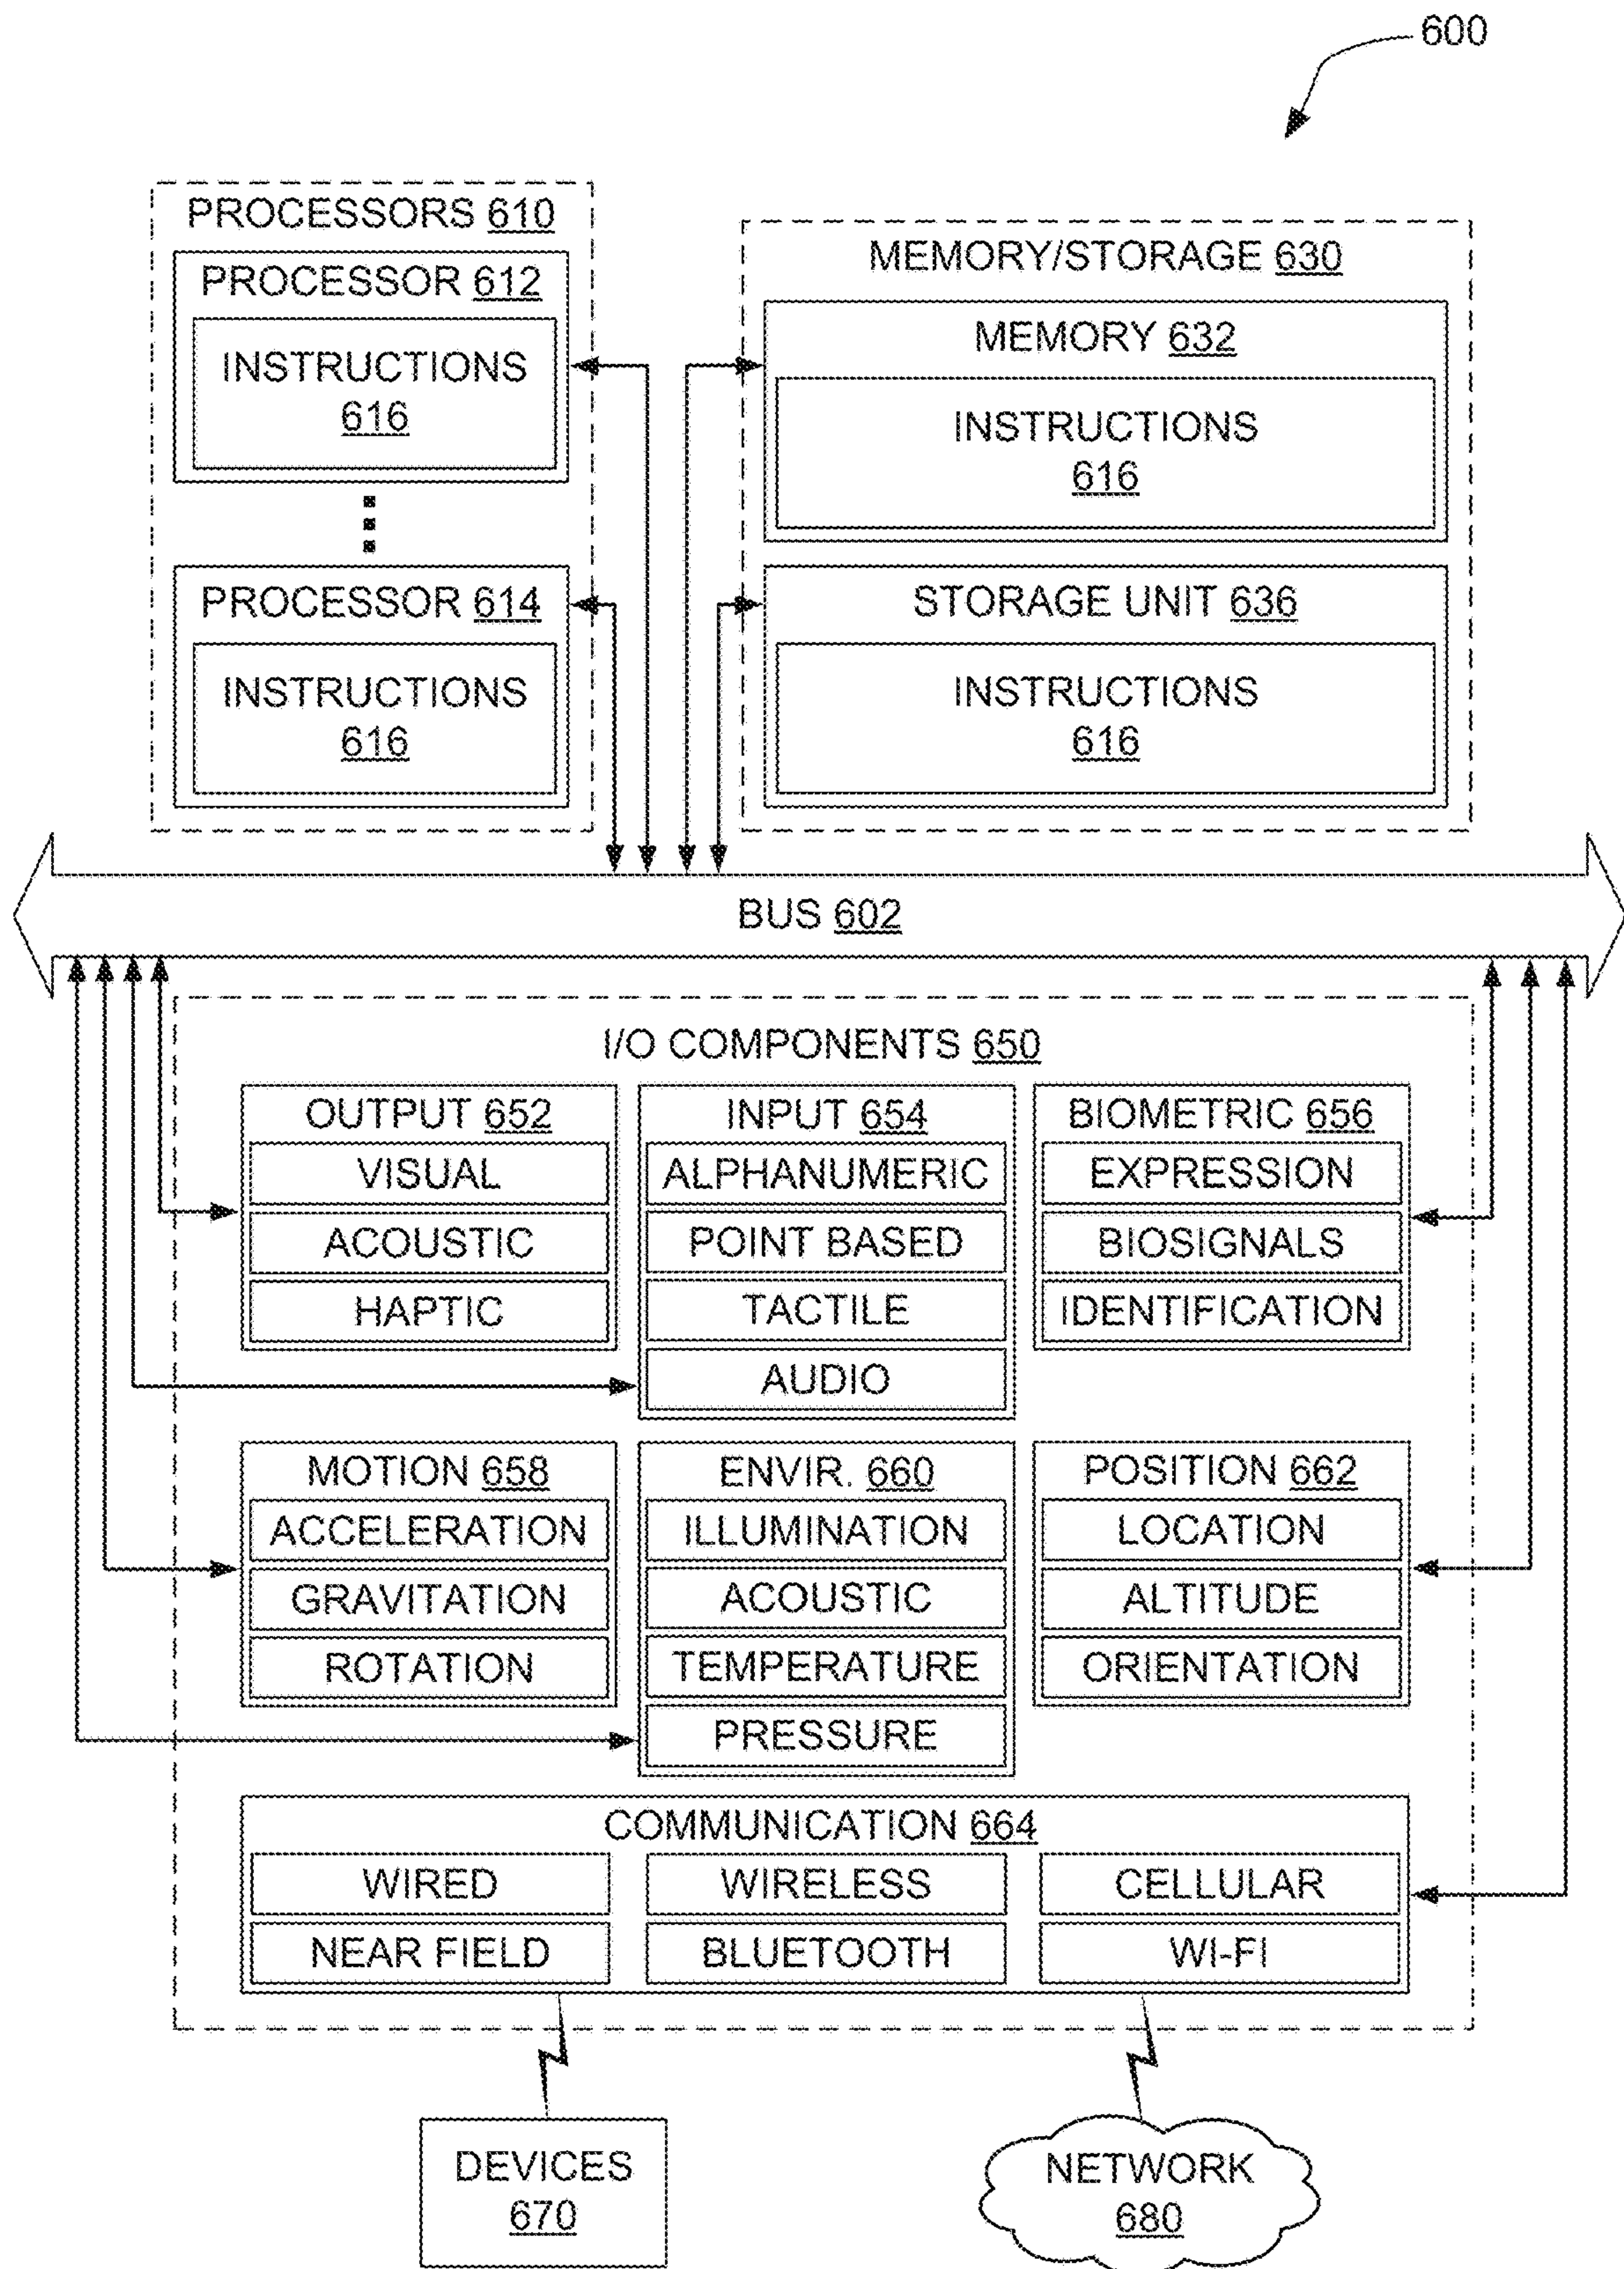 600
PROCESSORS 610
PROCESSOR 612
INSTRUCTIONS
616
PROCESSOR 614
INSTRUCTIONS
616
MEMORY/STORAGE 630
MEMORY 632
INSTRUCTIONS
616
STORAGE UNIT 636
INSTRUCTIONS
616
BUS 602
I/O COMPONENTS 650
OUTPUT 652
VISUAL
ACOUSTIC
HAPTIC
INPUT 654
ALPHANUMERIC
POINT BASED
TACTILE
AUDIO
BIOMETRIC 656
EXPRESSION
BIOSIGNALS
IDENTIFICATION
MOTION 658
ACCELERATION
GRAVITATION
ROTATION
ENVIR. 660
ILLUMINATION
ACOUSTIC
TEMPERATURE
PRESSURE
POSITION 662
LOCATION
ALTITUDE
ORIENTATION
COMMUNICATION 664
WIRED
WIRELESS
CELLULAR
NEAR FIELD
BLUETOOTH
WI-FI
DEVICES
670
NETWORK
680